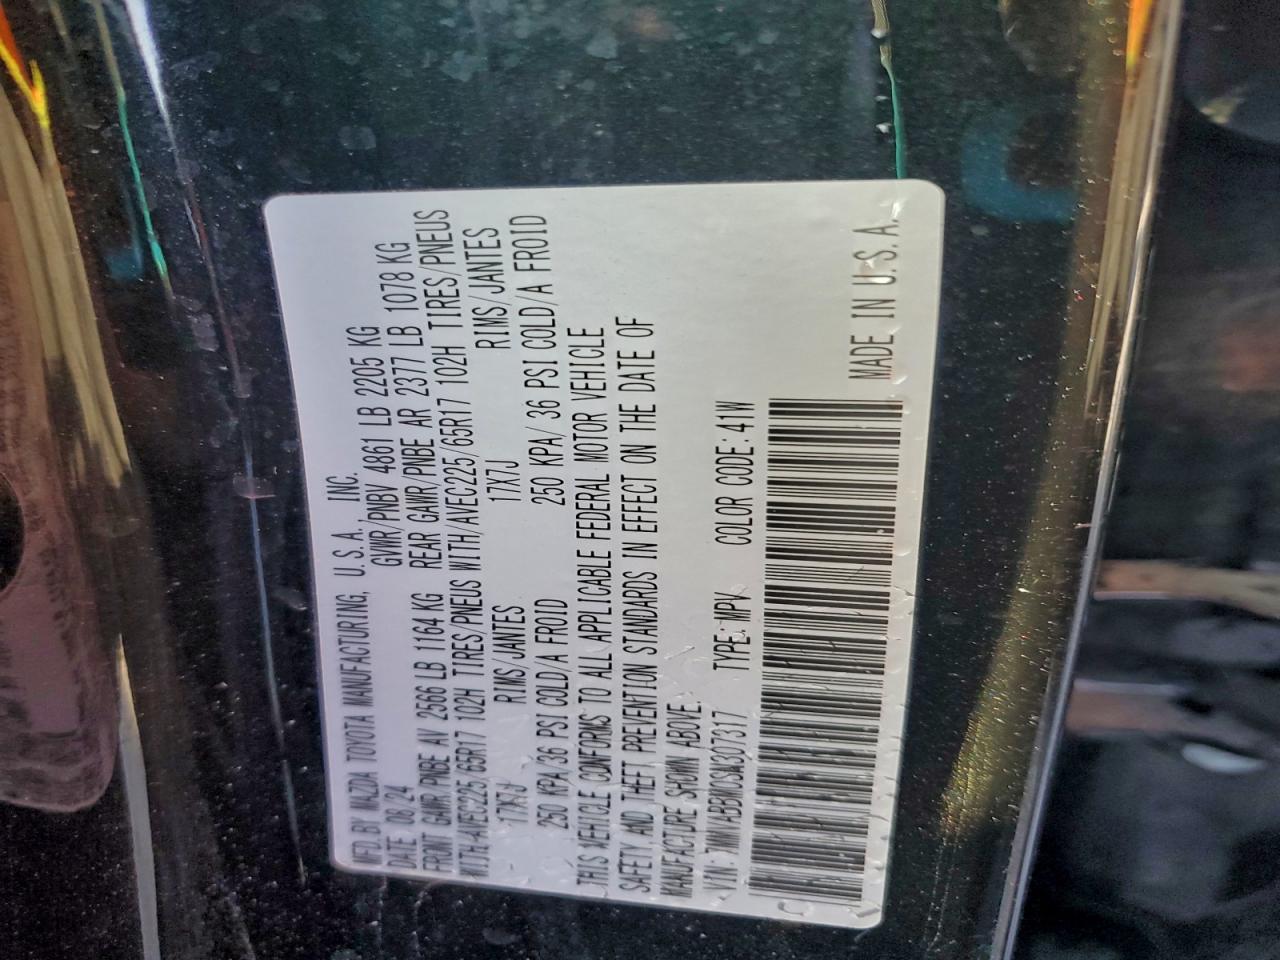 MFD. BY MAZDA TOYOTA MANUFACTURING, U.S.A., INC.
DATE 08/24 GVWR/PNBV 4861 LB 2205 KG
FRONT GAWR/PNBE AV 2566 LB 1164 KG REAR GAWR/PNBE AR 2377 LB 1078 KG
WITH/AVEC225/65R17 102H TIRES/PNEUS WITH/AVEC225/65R17 102H TIRES/PNEUS
17X7J RIMS/JANTES 17X7J RIMS/JANTES
250 KPA/36 PSI COLD/A FROID 250 KPA/ 36 PSI COLD/A FROID
THIS VEHICLE CONFORMS TO ALL APPLICABLE FEDERAL MOTOR VEHICLE
SAFETY AND THEFT PREVENTION STANDARDS IN EFFECT ON THE DATE OF
MANUFACTURE SHOWN ABOVE.
VIN: TYPE: MPV COLOR CODE: 41W
MADE IN U.S.A.